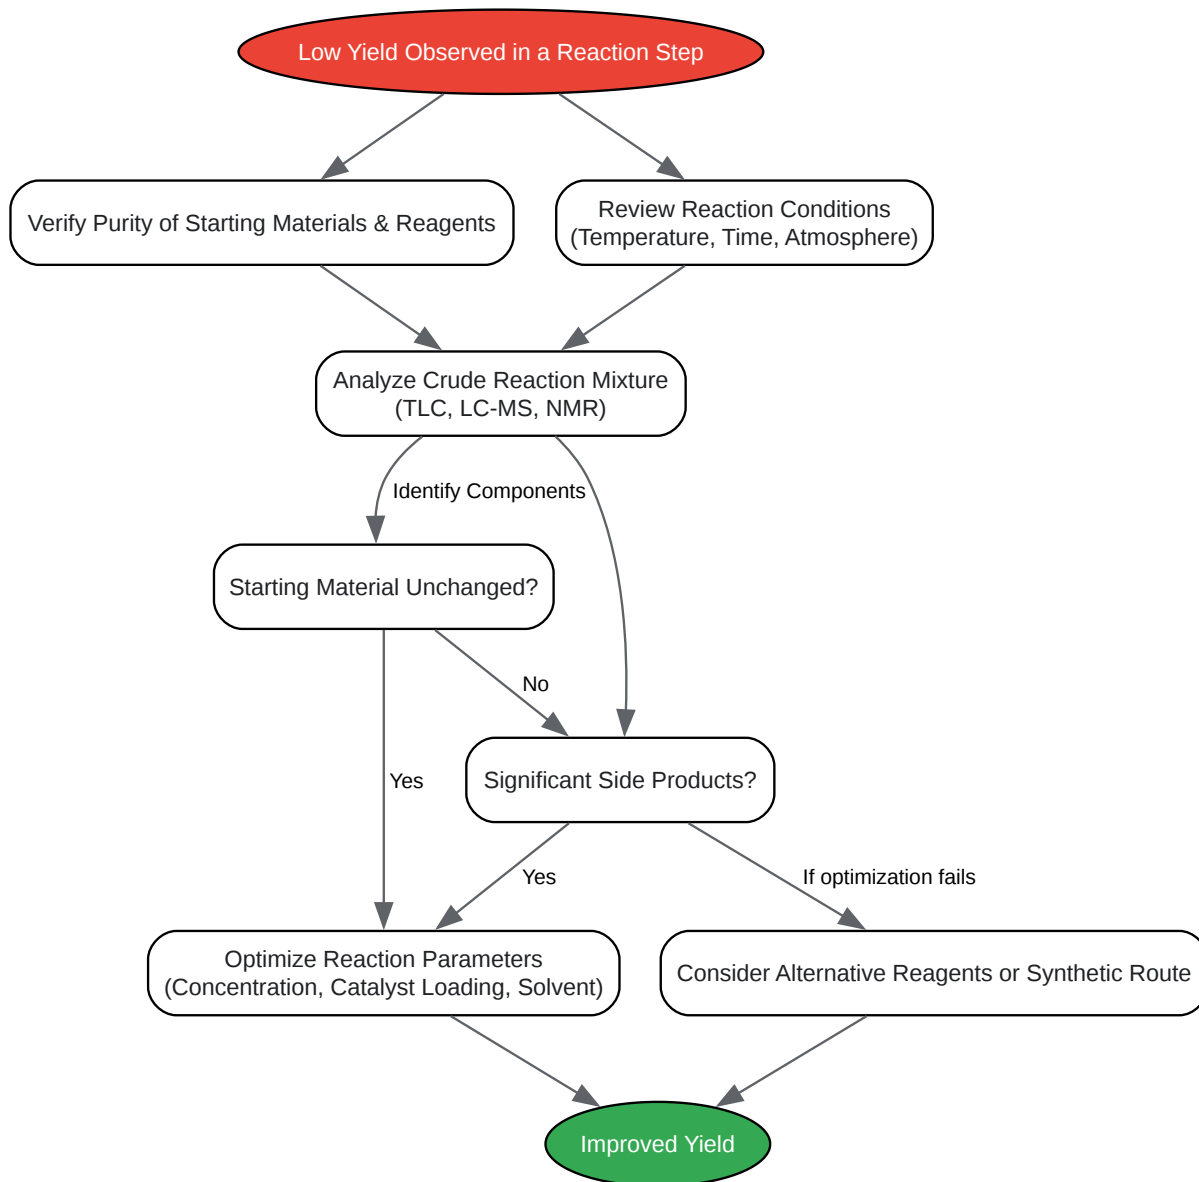 Low Yield Observed in a Reaction Step
Verify Purity of Starting Materials & Reagents
Review Reaction Conditions
(Temperature, Time, Atmosphere)
Analyze Crude Reaction Mixture
(TLC, LC-MS, NMR)
Identify Components
Starting Material Unchanged?
No
Significant Side Products?
Yes
Yes
If optimization fails
Optimize Reaction Parameters
(Concentration, Catalyst Loading, Solvent)
Consider Alternative Reagents or Synthetic Route
Improved Yield